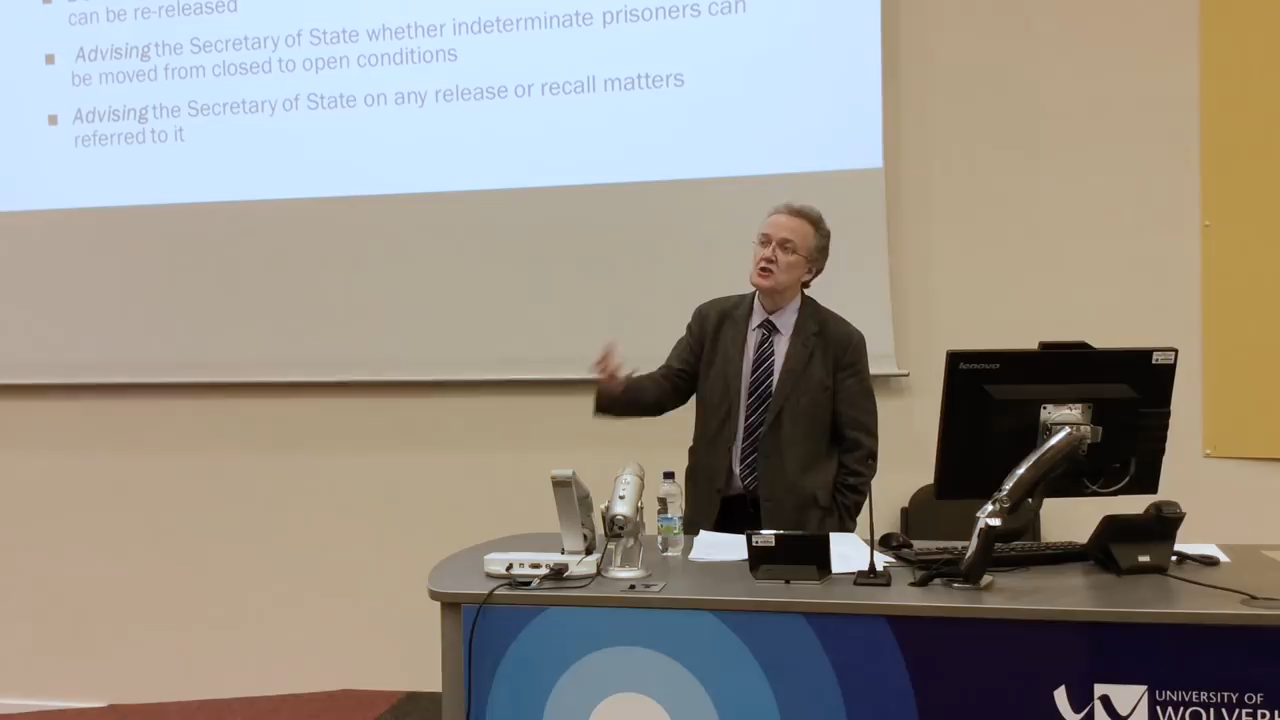 can be re-released
Advising the Secretary of State whether indeterminate prisoners can
be moved from closed to open conditions
Advising the Secretary of State on any release or recall matters
referred to it
lenovo
UNIVERSITY OF